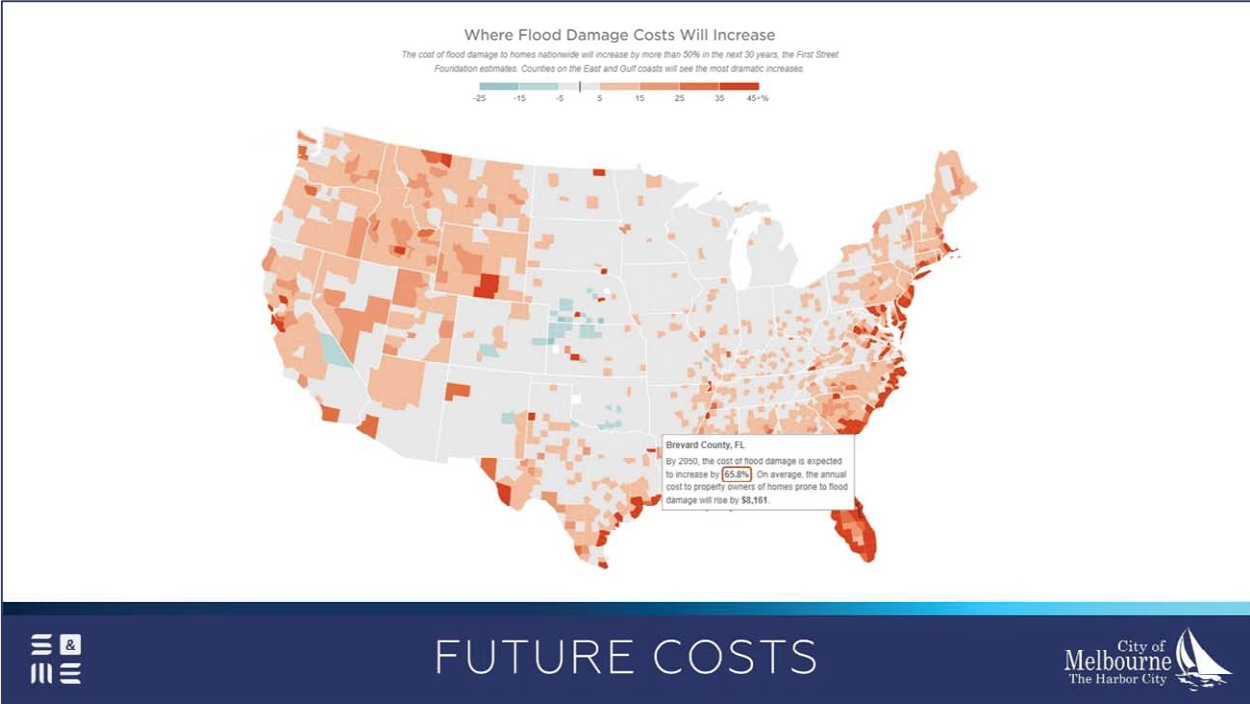 Where Flood Damage Costs Will Increase
The cost of flood damage to homes nationwide will increase by more than 50% in the next 30 years, the First Street
Foundation estimates. Counties on the East and Gulf coasts will see the most dramatic increases.
-25 -15 -5 5 15 25 35 45+%
Brevard County, FL
By 2050, the cost of flood damage is expected
to increase by 65.8%. On average, the annual
cost to property owners of homes prone to flood
damage will rise by $8,161.
S&
ME
FUTURE COSTS
City of
Melbourne
The Harbor City